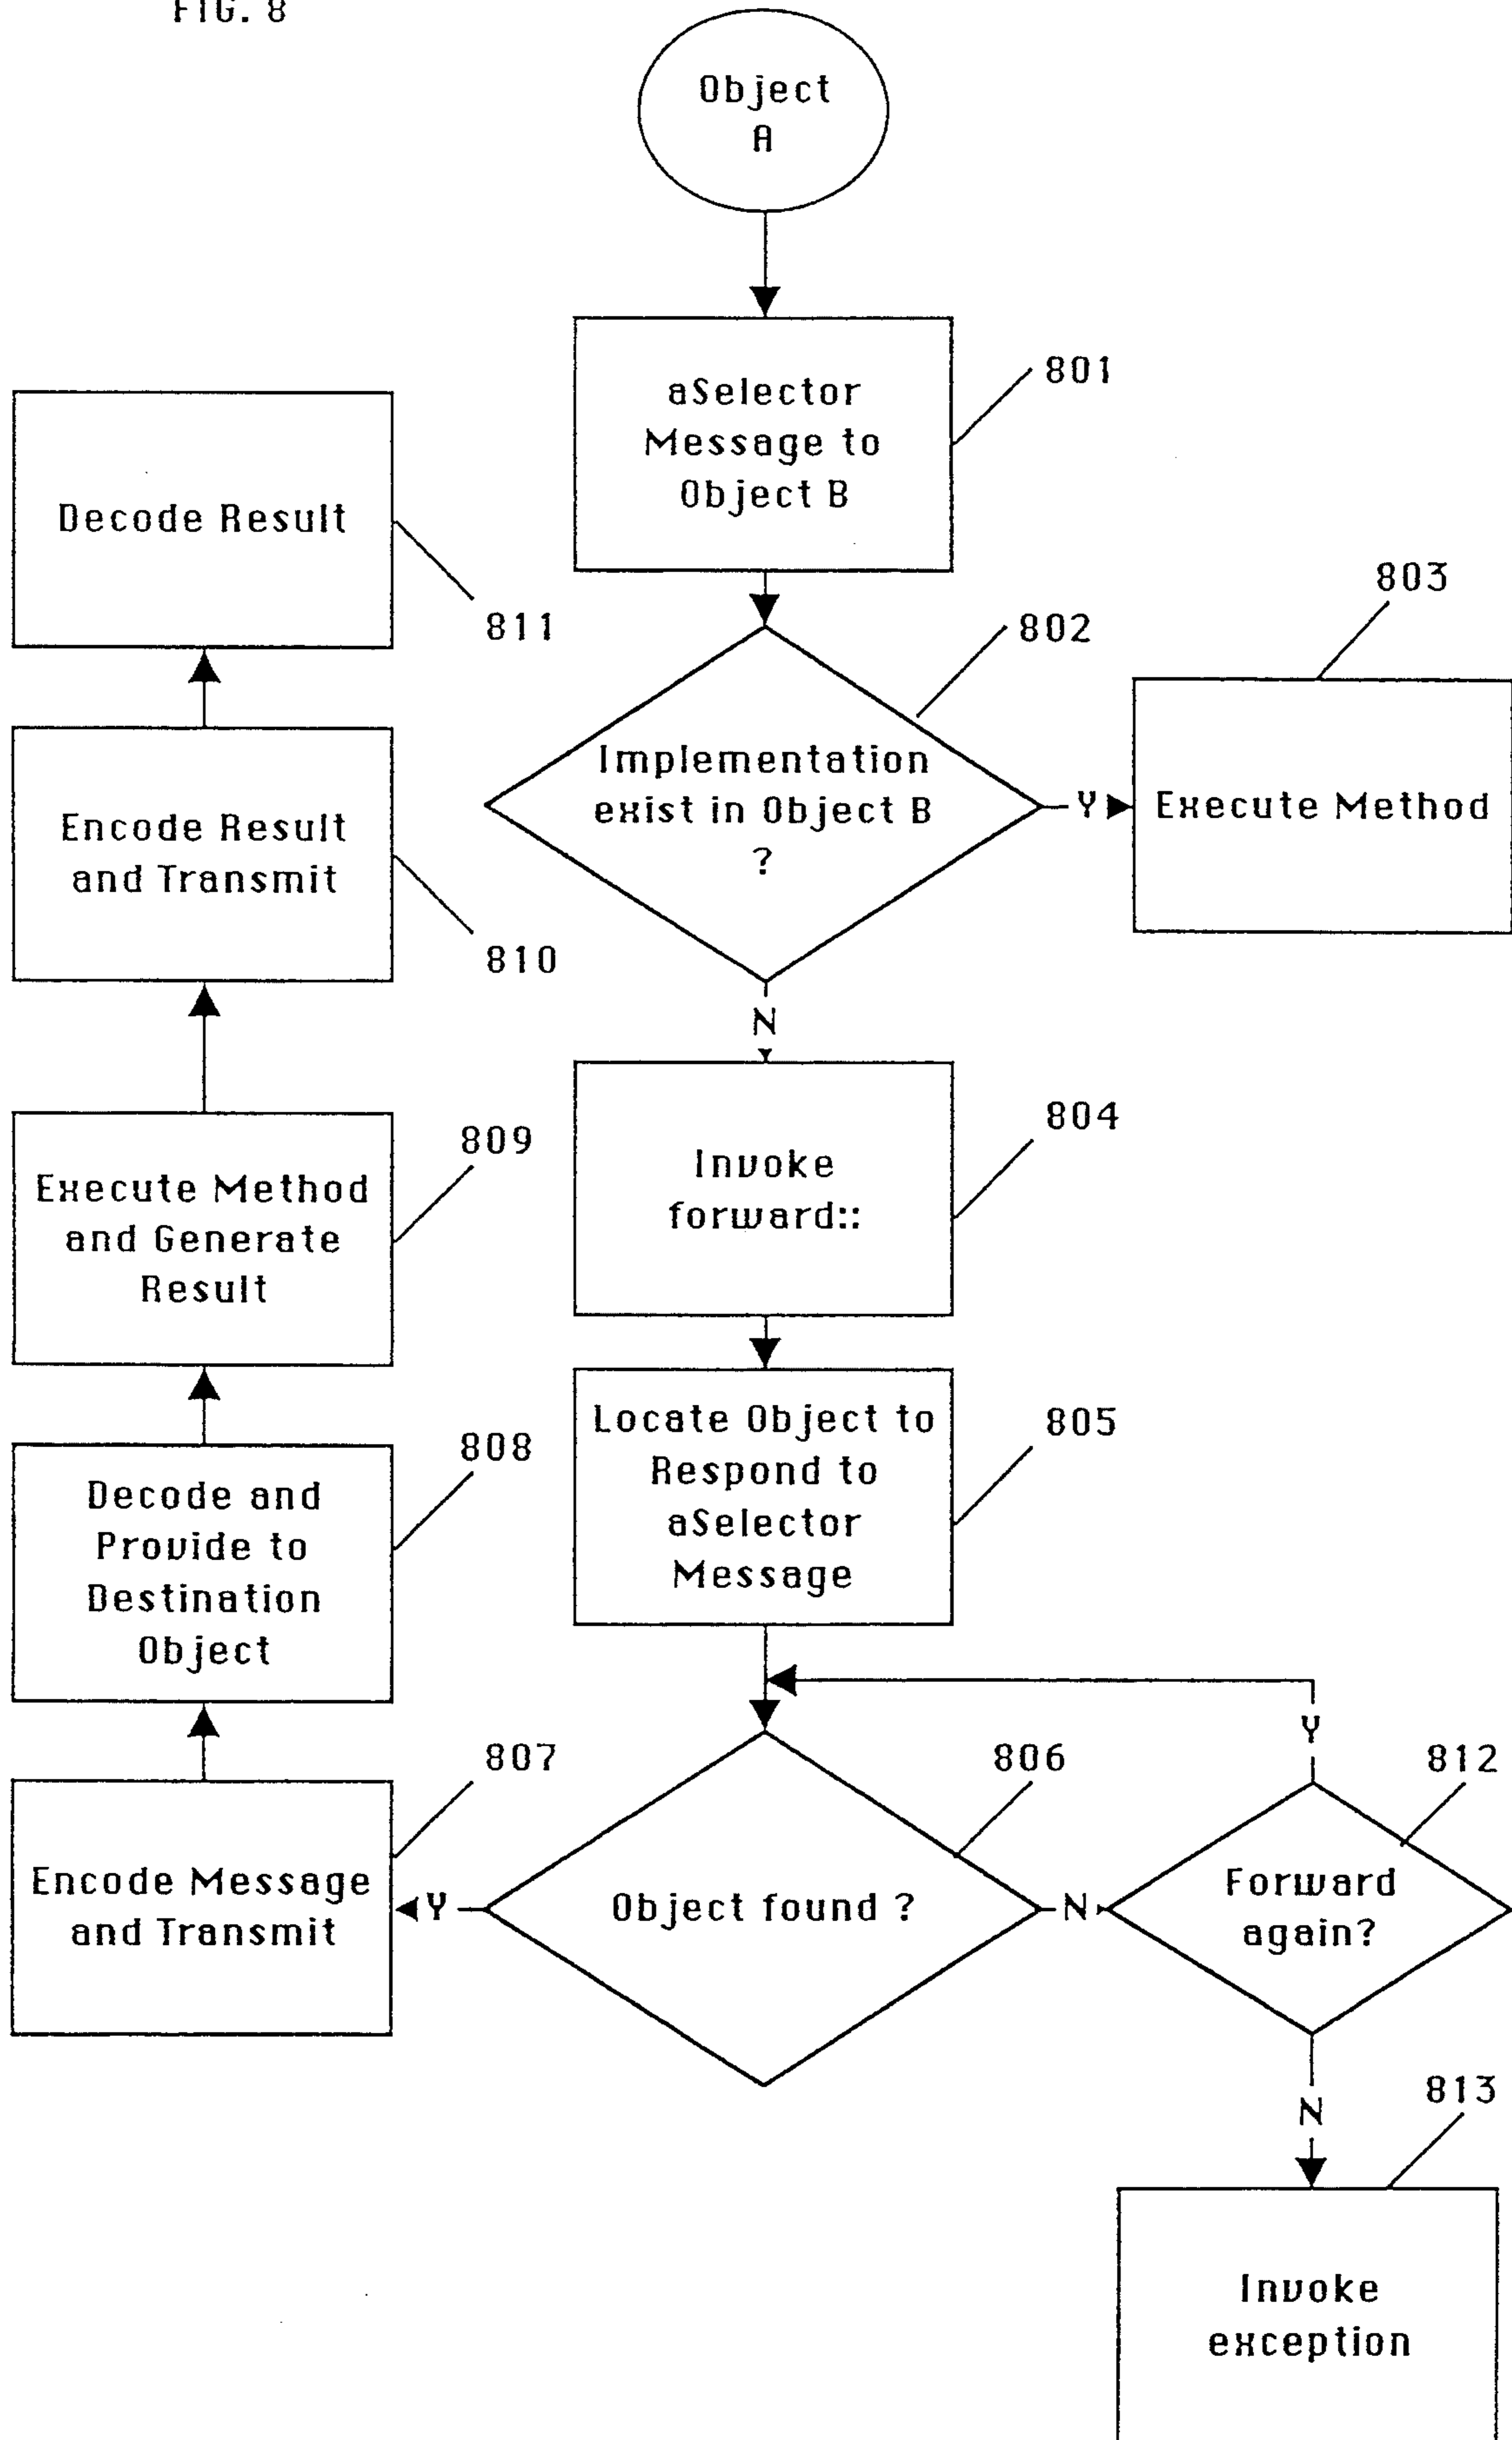 FIG. 8
Object
A
801
aSelector
Message to
Object B
802
Implementation
exist in Object B
?
Y
803
Execute Method
N
804
Invoke
forward::
805
Locate Object to
Respond to
aSelector
Message
806
Object found ?
Y
807
Encode Message
and Transmit
808
Decode and
Provide to
Destination
Object
809
Execute Method
and Generate
Result
810
Encode Result
and Transmit
811
Decode Result
N
812
Forward
again?
Y
N
813
Invoke
exception